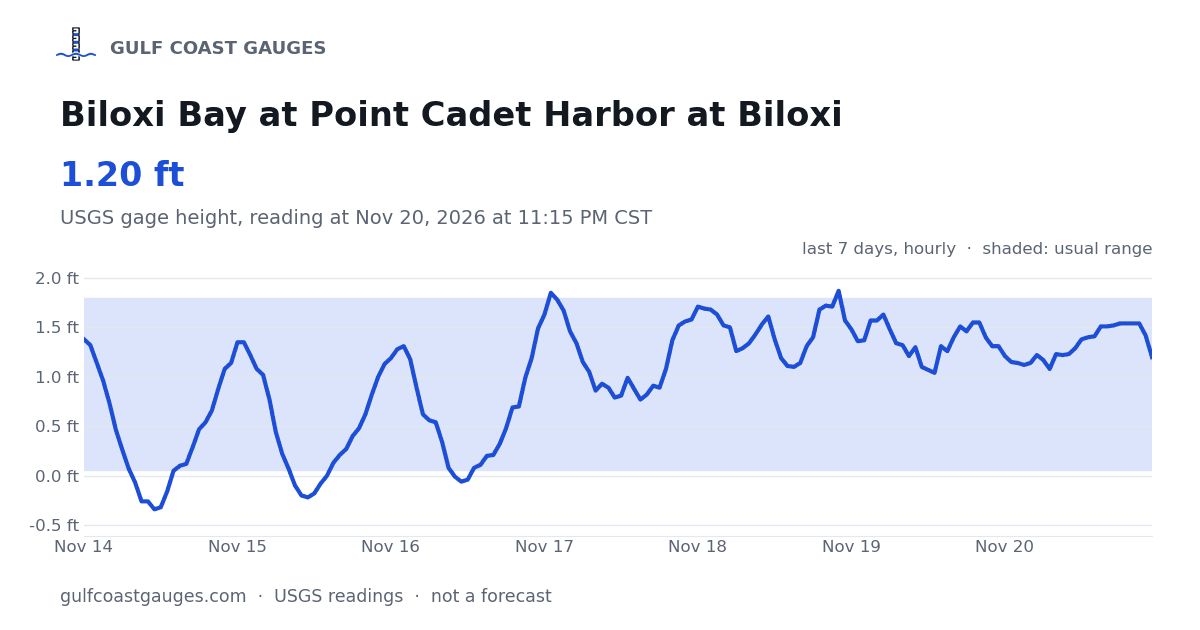 GULF COAST GAUGES
Biloxi Bay at Point Cadet Harbor at Biloxi
1.20 ft
USGS gage height, reading at Nov 20, 2026 at 11:15 PM CST
last 7 days, hourly · shaded: usual range
2.0 ft
1.5 ft
1.0 ft
0.5 ft
0.0 ft
-0.5 ft
Nov 14 Nov 15 Nov 16 Nov 17 Nov 18 Nov 19 Nov 20
gulfcoastgauges.com · USGS readings · not a forecast